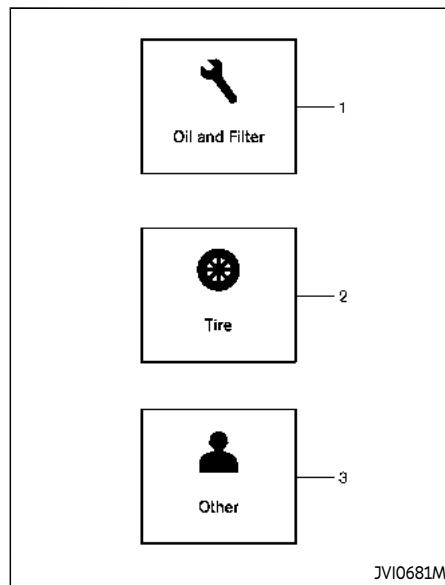 Oil and Filter
1
Tire
2
Other
3
JVI0681M